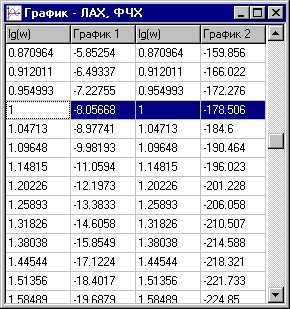 График - ЛАХ, ФЧХ
lg(w) График 1 lg(w) График 2
0.870964 -5.85254 0.870964 -159.856
0.912011 -6.49337 0.912011 -166.022
0.954993 -7.22755 0.954993 -172.276
1 -8.05668 1 -178.506
1.04713 -8.97741 1.04713 -184.6
1.09648 -9.98193 1.09648 -190.464
1.14815 -11.0594 1.14815 -196.023
1.20226 -12.1973 1.20226 -201.228
1.25893 -13.3833 1.25893 -206.058
1.31826 -14.6058 1.31826 -210.507
1.38038 -15.8549 1.38038 -214.588
1.44544 -17.1224 1.44544 -218.321
1.51356 -18.4017 1.51356 -221.733
1.58489 -19.6879 1.58489 -224.85